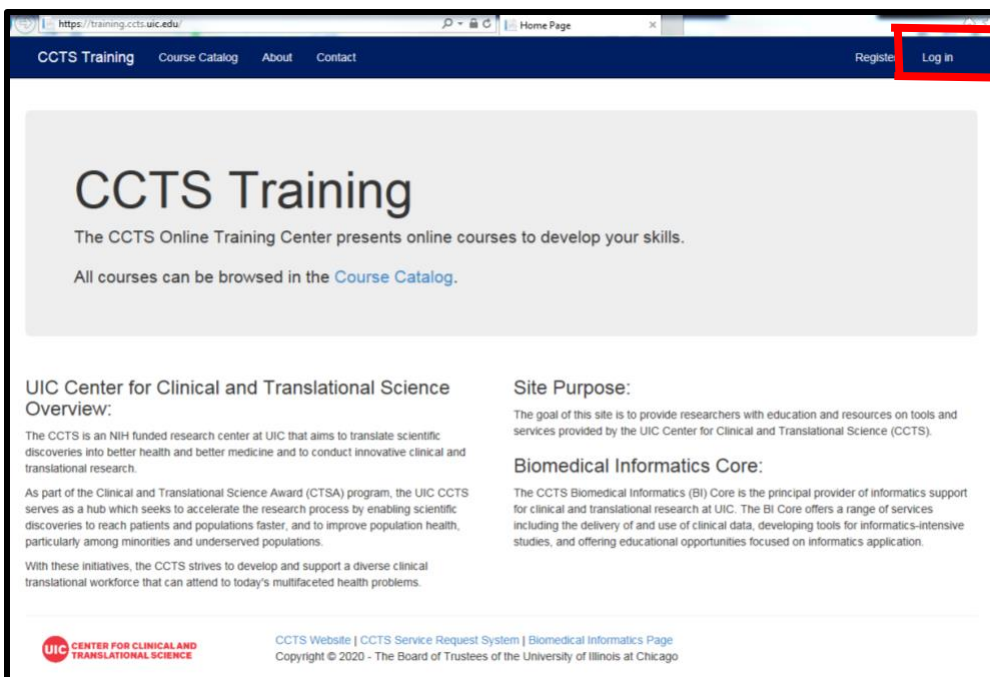 https://training.ccts.uic.edu/
Home Page
CCTS Training Course Catalog About Contact
Register Log in
CCTS Training
The CCTS Online Training Center presents online courses to develop your skills.
All courses can be browsed in the Course Catalog.
UIC Center for Clinical and Translational Science
Overview:
The CCTS is an NIH funded research center at UIC that aims to translate scientific
discoveries into better health and better medicine and to conduct innovative clinical and
translational research.
As part of the Clinical and Translational Science Award (CTSA) program, the UIC CCTS
serves as a hub which seeks to accelerate the research process by enabling scientific
discoveries to reach patients and populations faster, and to improve population health,
particularly among minorities and underserved populations.
With these initiatives, the CCTS strives to develop and support a diverse clinical
translational workforce that can attend to today's multifaceted health problems.
Site Purpose:
The goal of this site is to provide researchers with education and resources on tools and
services provided by the UIC Center for Clinical and Translational Science (CCTS).
Biomedical Informatics Core:
The CCTS Biomedical Informatics (BI) Core is the principal provider of informatics support
for clinical and translational research at UIC. The BI Core offers a range of services
including the delivery of and use of clinical data, developing tools for informatics-intensive
studies, and offering educational opportunities focused on informatics application.
UIC CENTER FOR CLINICAL AND
TRANSLATIONAL SCIENCE
CCTS Website | CCTS Service Request System | Biomedical Informatics Page
Copyright © 2020 - The Board of Trustees of the University of Illinois at Chicago